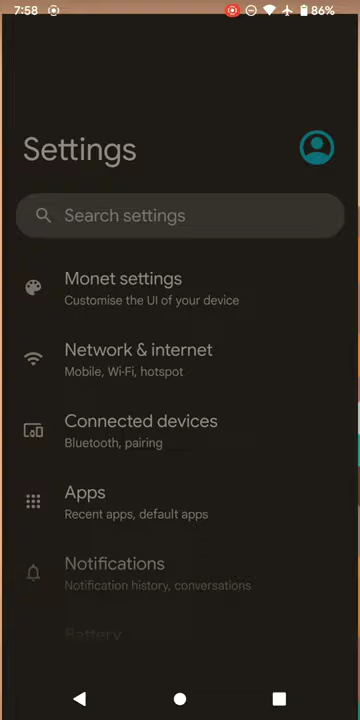 7:58 86%
Settings
Search settings
Monet settings
Customise the UI of your device
Network & internet
Mobile, Wi-Fi, hotspot
Connected devices
Bluetooth, pairing
Apps
Recent apps, default apps
Notifications
Notification history, conversations
Battery